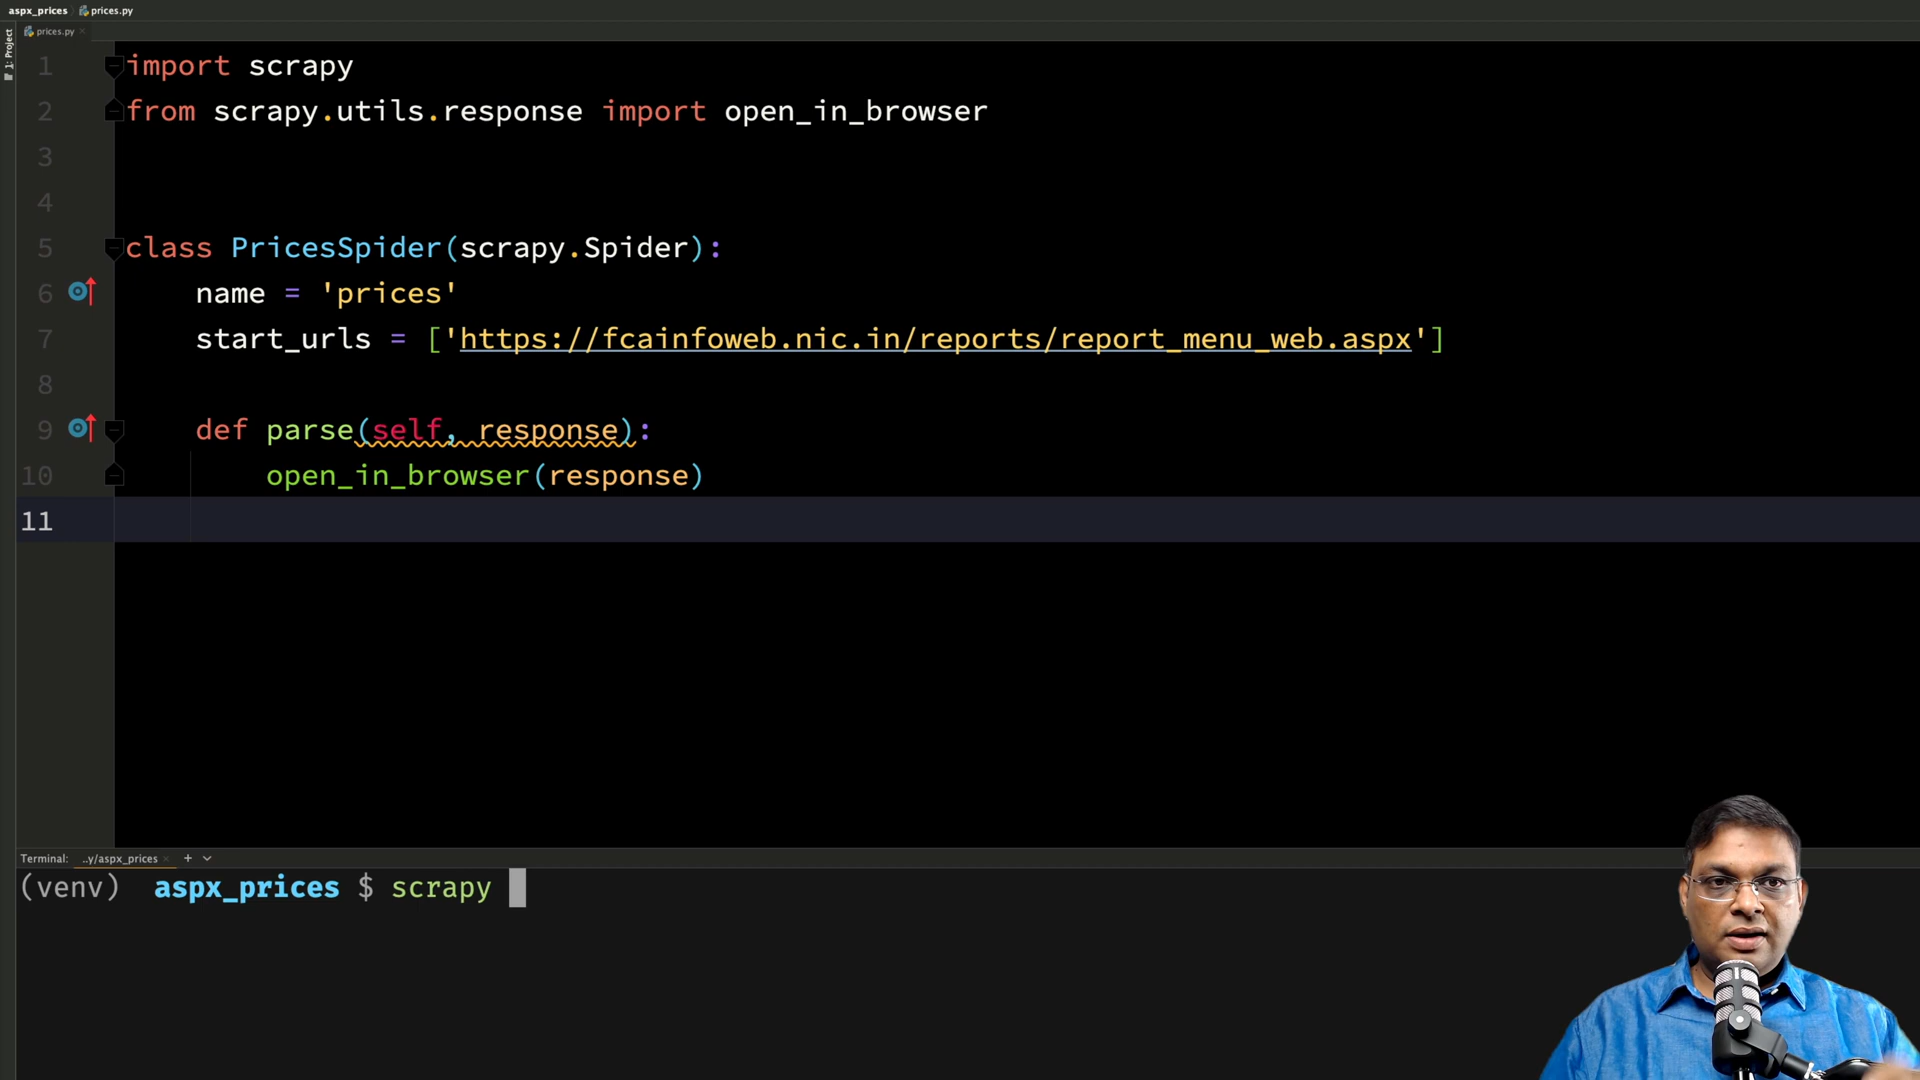 aspx_prices prices.py
prices.py
1: Project
1 import scrapy
2 from scrapy.utils.response import open_in_browser
3
4
5 class PricesSpider(scrapy.Spider):
6 name = 'prices'
7 start_urls = ['https://fcainfoweb.nic.in/reports/report_menu_web.aspx']
8
9 def parse(self, response):
10 open_in_browser(response)
11
Terminal: ..y/aspx_prices
(venv) aspx_prices $ scrapy